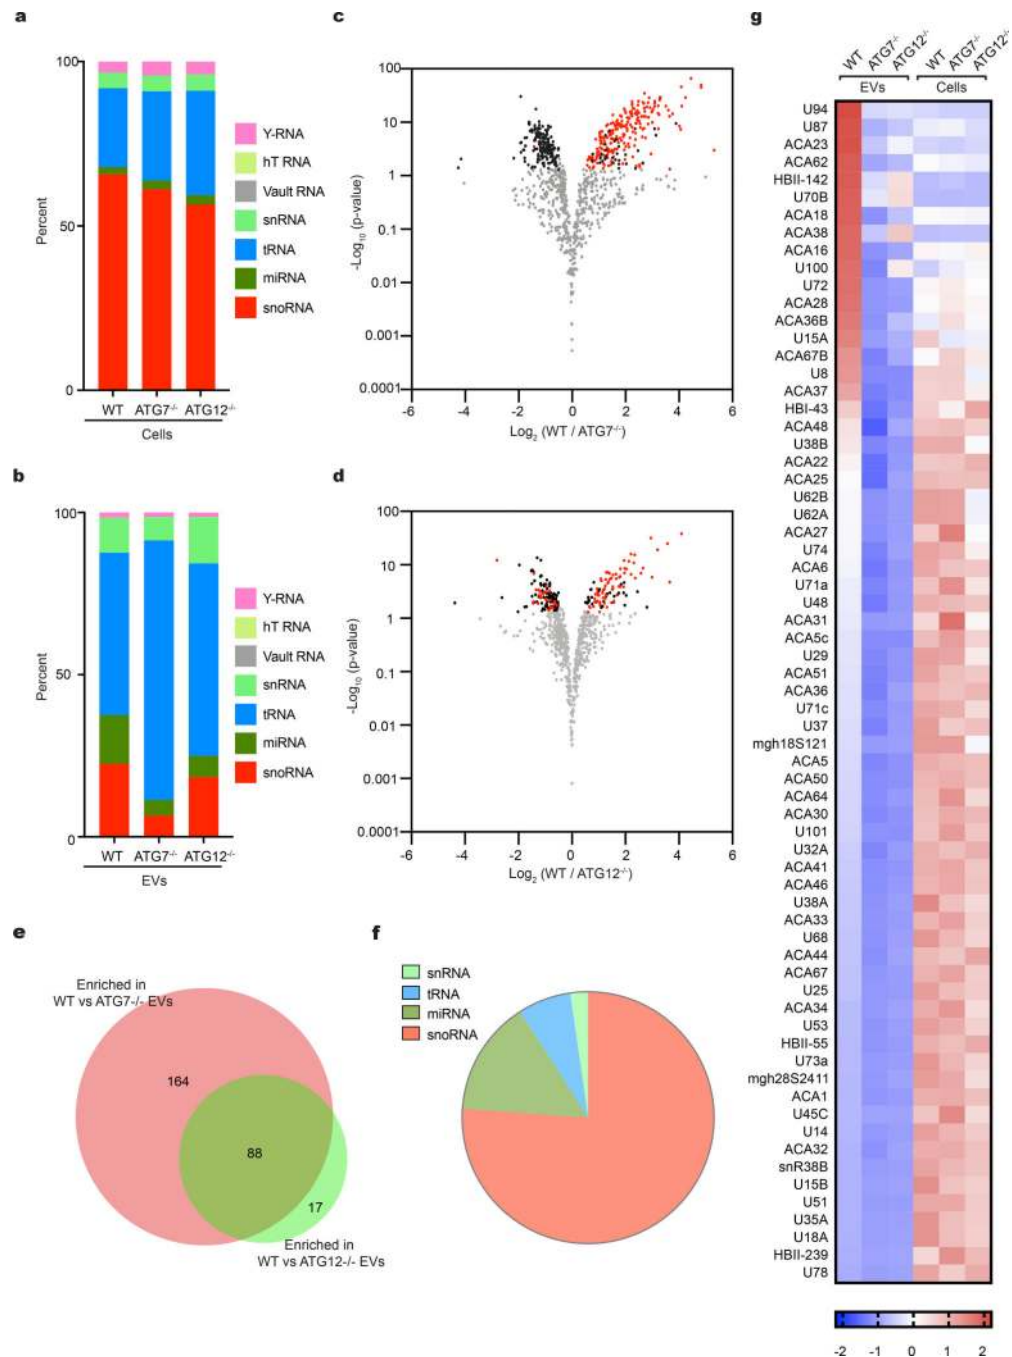 a
100
50
0
Percent
WT
ATG7-/-
ATG12-/-
Cells
Y-RNA
hT RNA
Vault RNA
snRNA
tRNA
miRNA
snoRNA
b
100
50
0
Percent
WT
ATG7-/-
ATG12-/-
EVs
Y-RNA
hT RNA
Vault RNA
snRNA
tRNA
miRNA
snoRNA
c
100
10
1
0.1
0.01
0.001
0.0001
-Log10 (p-value)
-6 -4 -2 0 2 4 6
Log2 (WT / ATG7-/-)
d
100
10
1
0.1
0.01
0.001
0.0001
-Log10 (p-value)
-6 -4 -2 0 2 4 6
Log2 (WT / ATG12-/-)
e
Enriched in
WT vs ATG7-/- EVs
164
88
17
Enriched in
WT vs ATG12-/- EVs
f
snRNA
tRNA
miRNA
snoRNA
g
WT ATG7-/- ATG12-/- WT ATG7-/- ATG12-/-
EVs Cells
U94
U87
ACA23
ACA62
HBII-142
U70B
ACA18
ACA38
ACA16
U100
U72
ACA28
ACA36B
U15A
ACA67B
U8
ACA37
HBI-43
ACA48
U38B
ACA22
ACA25
U62B
U62A
ACA27
U74
ACA6
U71a
U48
ACA31
ACA5c
U29
ACA51
ACA36
U71c
U37
mgh18S121
ACA5
ACA50
ACA64
ACA30
U101
U32A
ACA41
ACA46
U38A
ACA33
U68
ACA44
ACA67
U25
ACA34
U53
HBII-55
U73a
mgh28S2411
ACA1
U45C
U14
ACA32
snR38B
U15B
U51
U35A
U18A
HBII-239
U78
-2 -1 0 1 2